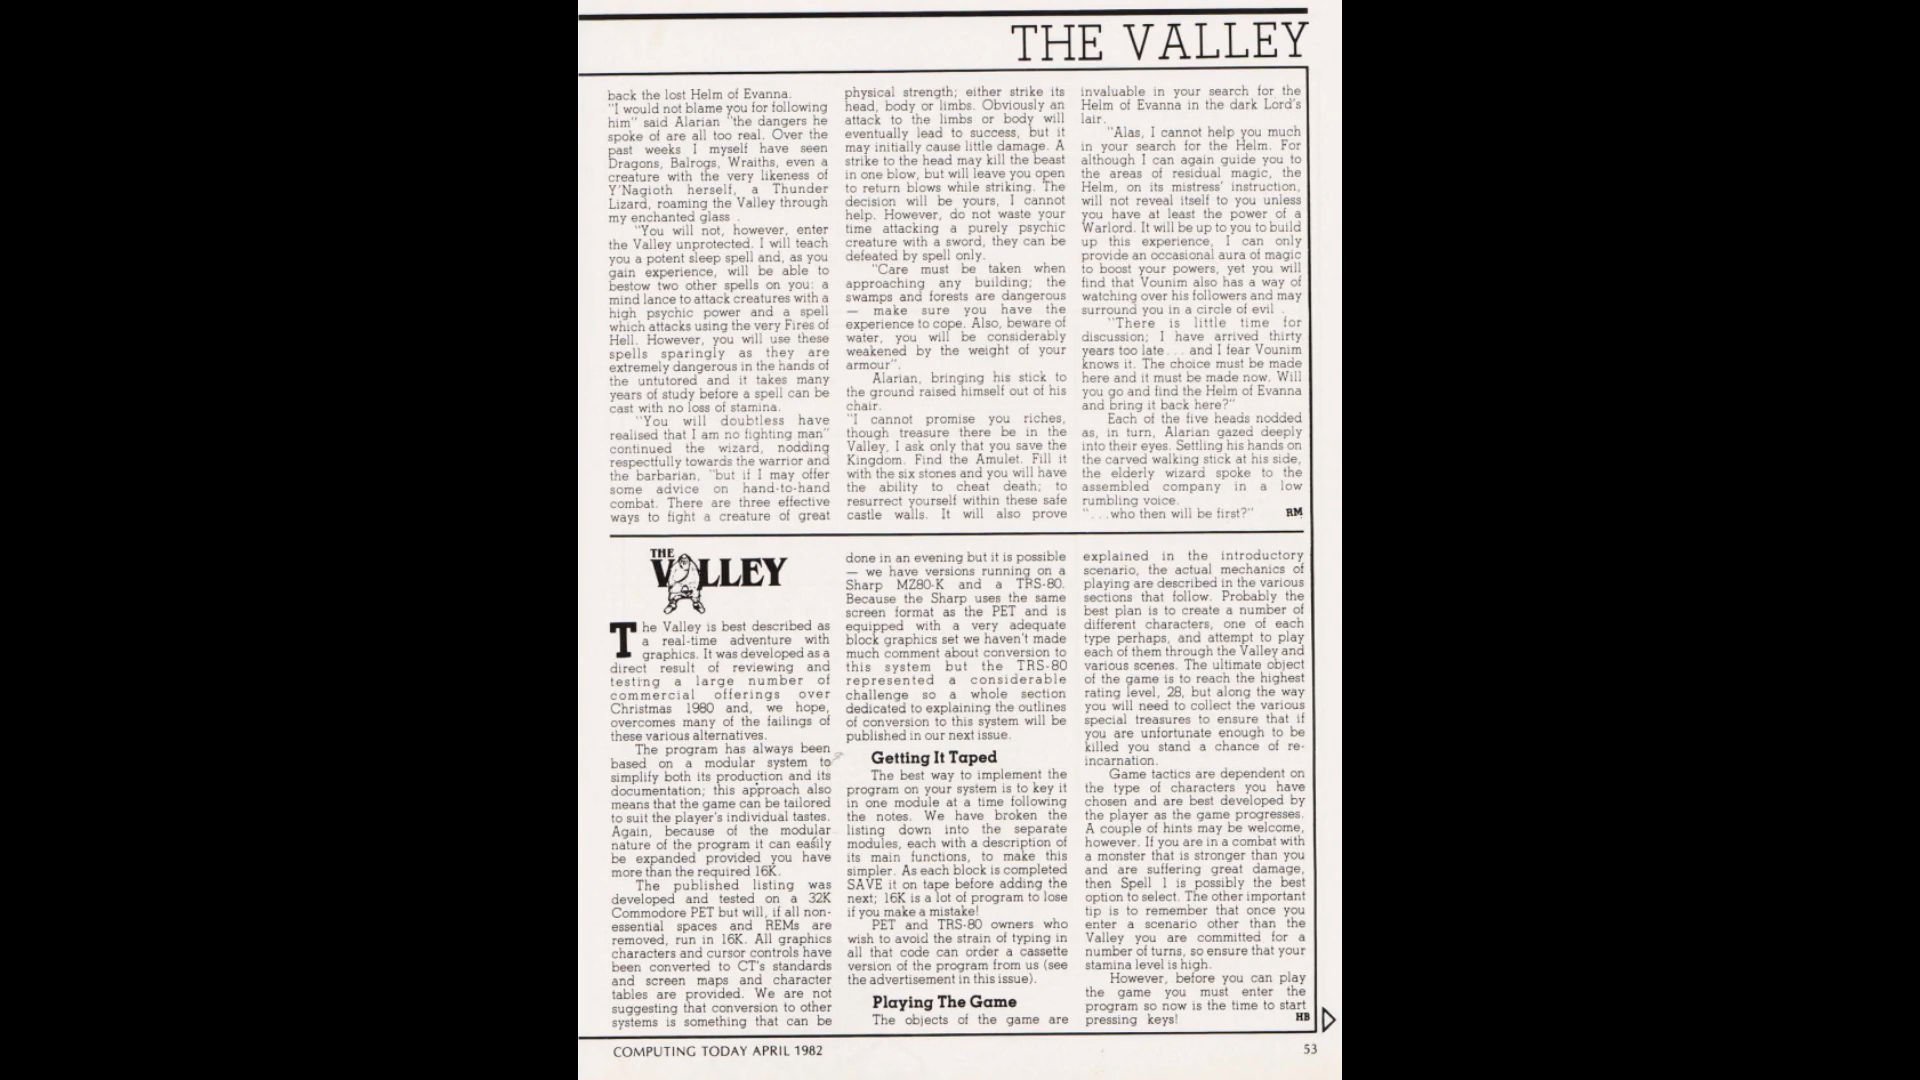 THE VALLEY
back the lost Helm of Evanna.
"I would not blame you for following
him" said Alarian "the dangers he
spoke of are all too real. Over the
past weeks I myself have seen
Dragons, Balrogs, Wraiths, even a
creature with the very likeness of
Y'Nagioth herself, a Thunder
Lizard, roaming the Valley through
my enchanted glass .
"You will not, however, enter
the Valley unprotected. I will teach
you a potent sleep spell and, as you
gain experience, will be able to
bestow two other spells on you: a
mind lance to attack creatures with a
high psychic power and a spell
which attacks using the very Fires of
Hell. However, you will use these
spells sparingly as they are
extremely dangerous in the hands of
the untutored and it takes many
years of study before a spell can be
cast with no loss of stamina.
"You will doubtless have
realised that I am no fighting man"
continued the wizard, nodding
respectfully towards the warrior and
the barbarian, "but if I may offer
some advice on hand-to-hand
combat. There are three effective
ways to fight a creature of great
physical strength; either strike its
head, body or limbs. Obviously an
attack to the limbs or body will
eventually lead to success, but it
may initially cause little damage. A
strike to the head may kill the beast
in one blow, but will leave you open
to return blows while striking. The
decision will be yours, I cannot
help. However, do not waste your
time attacking a purely psychic
creature with a sword, they can be
defeated by spell only.
"Care must be taken when
approaching any building; the
swamps and forests are dangerous
— make sure you have the
experience to cope. Also, beware of
water, you will be considerably
weakened by the weight of your
armour".
Alarian, bringing his stick to
the ground raised himself out of his
chair.
"I cannot promise you riches,
though treasure there be in the
Valley, I ask only that you save the
Kingdom. Find the Amulet. Fill it
with the six stones and you will have
the ability to cheat death; to
resurrect yourself within these safe
castle walls. It will also prove
invaluable in your search for the
Helm of Evanna in the dark Lord's
lair.
"Alas, I cannot help you much
in your search for the Helm. For
although I can again guide you to
the areas of residual magic, the
Helm, on its mistress' instruction,
will not reveal itself to you unless
you have at least the power of a
Warlord. It will be up to you to build
up this experience, I can only
provide an occasional aura of magic
to boost your powers, yet you will
find that Vounim also has a way of
watching over his followers and may
surround you in a circle of evil .
"There is little time for
discussion; I have arrived thirty
years too late . . . and I fear Vounim
knows it. The choice must be made
here and it must be made now. Will
you go and find the Helm of Evanna
and bring it back here?"
Each of the five heads nodded
as, in turn, Alarian gazed deeply
into their eyes. Settling his hands on
the carved walking stick at his side,
the elderly wizard spoke to the
assembled company in a low
rumbling voice.
". . . who then will be first?" RM
THE
VALLEY
The Valley is best described as
a real-time adventure with
graphics. It was developed as a
direct result of reviewing and
testing a large number of
commercial offerings over
Christmas 1980 and, we hope,
overcomes many of the failings of
these various alternatives.
The program has always been
based on a modular system to
simplify both its production and its
documentation; this approach also
means that the game can be tailored
to suit the player's individual tastes.
Again, because of the modular
nature of the program it can easily
be expanded provided you have
more than the required 16K.
The published listing was
developed and tested on a 32K
Commodore PET but will, if all non-
essential spaces and REMs are
removed, run in 16K. All graphics
characters and cursor controls have
been converted to CT's standards
and screen maps and character
tables are provided. We are not
suggesting that conversion to other
systems is something that can be
done in an evening but it is possible
— we have versions running on a
Sharp MZ80-K and a TRS-80.
Because the Sharp uses the same
screen format as the PET and is
equipped with a very adequate
block graphics set we haven't made
much comment about conversion to
this system but the TRS-80
represented a considerable
challenge so a whole section
dedicated to explaining the outlines
of conversion to this system will be
published in our next issue.
Getting It Taped
The best way to implement the
program on your system is to key it
in one module at a time following
the notes. We have broken the
listing down into the separate
modules, each with a description of
its main functions, to make this
simpler. As each block is completed
SAVE it on tape before adding the
next; 16K is a lot of program to lose
if you make a mistake!
PET and TRS-80 owners who
wish to avoid the strain of typing in
all that code can order a cassette
version of the program from us (see
the advertisement in this issue).
Playing The Game
The objects of the game are
explained in the introductory
scenario, the actual mechanics of
playing are described in the various
sections that follow. Probably the
best plan is to create a number of
different characters, one of each
type perhaps, and attempt to play
each of them through the Valley and
various scenes. The ultimate object
of the game is to reach the highest
rating level, 28, but along the way
you will need to collect the various
special treasures to ensure that if
you are unfortunate enough to be
killed you stand a chance of re-
incarnation.
Game tactics are dependent on
the type of characters you have
chosen and are best developed by
the player as the game progresses.
A couple of hints may be welcome,
however. If you are in a combat with
a monster that is stronger than you
and are suffering great damage,
then Spell 1 is possibly the best
option to select. The other important
tip is to remember that once you
enter a scenario other than the
Valley you are committed for a
number of turns, so ensure that your
stamina level is high.
However, before you can play
the game you must enter the
program so now is the time to start
pressing keys! HB
COMPUTING TODAY APRIL 1982
53